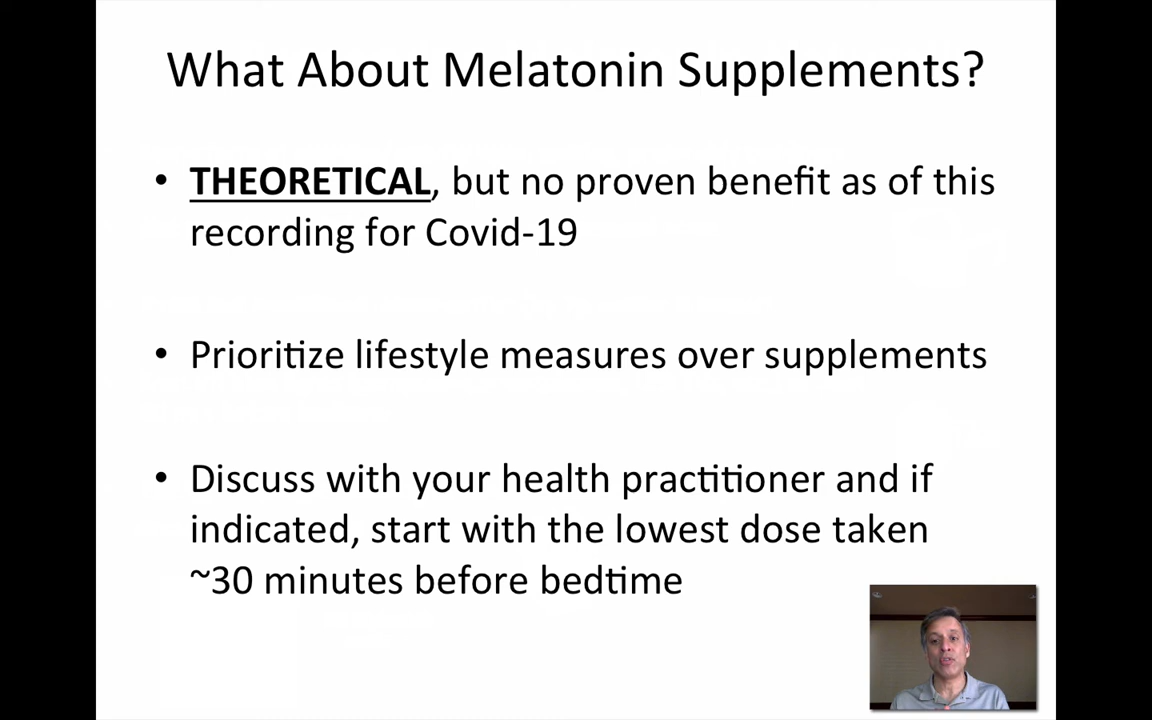 What About Melatonin Supplements?
• THEORETICAL, but no proven benefit as of this
recording for Covid-19
• Prioritize lifestyle measures over supplements
• Discuss with your health practitioner and if
indicated, start with the lowest dose taken
~30 minutes before bedtime